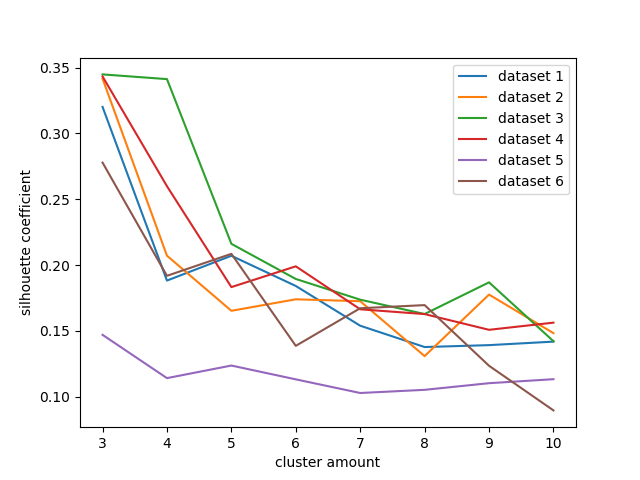 0.35
0.30
0.25
0.20
0.15
0.10
silhouette coefficient
3 4 5 6 7 8 9 10
cluster amount
dataset 1
dataset 2
dataset 3
dataset 4
dataset 5
dataset 6